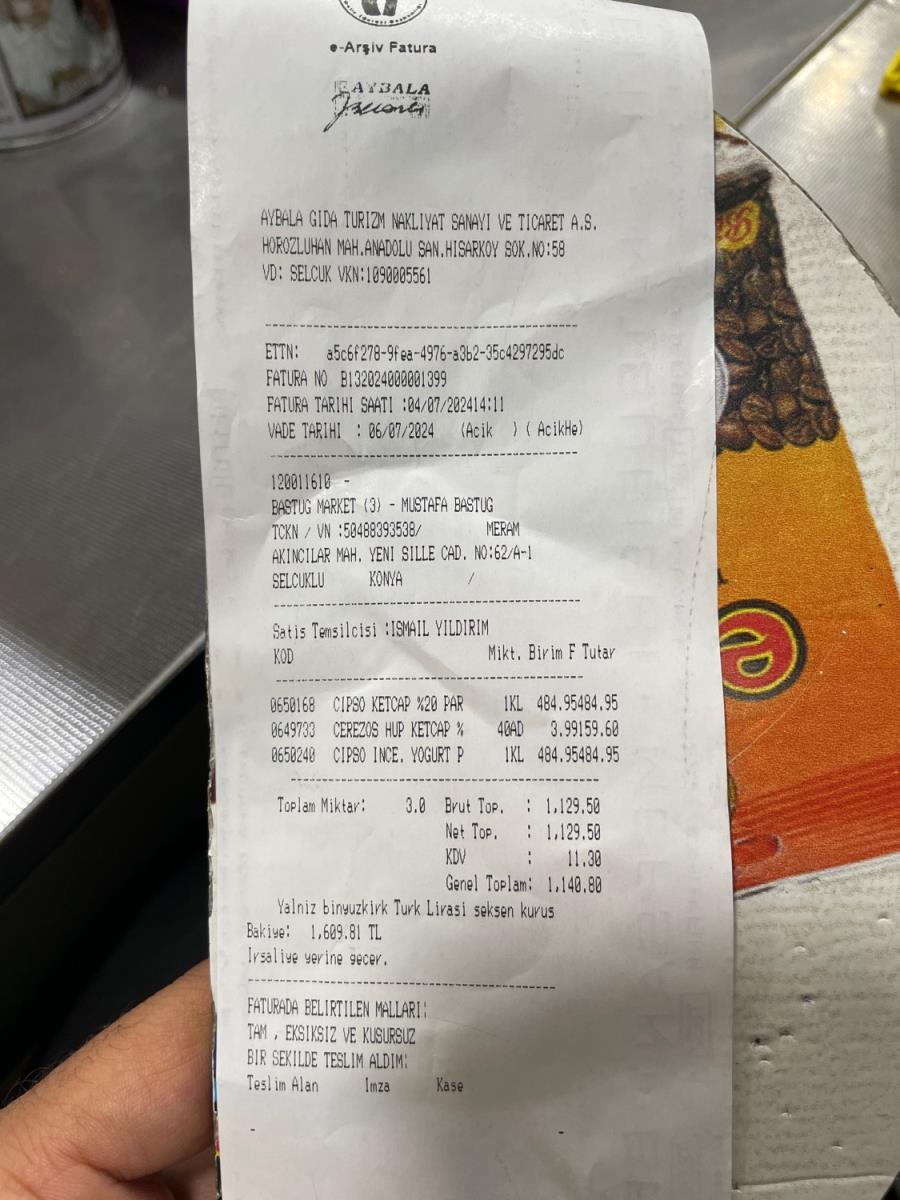 e-Arşiv Fatura
AYBALA
AYBALA GIDA TURIZM NAKLIYAT SANAYI VE TICARET A.S.
HOROZLUHAN MAH.ANADOLU SAN.HISARKOY SOK.NO:58
VD: SELCUK VKN:1090005561
ETTN: a5c6f278-9fea-4976-a3b2-35c4297295dc
FATURA NO B132024000001399
FATURA TARIHI SAATI :04/07/202414:11
VADE TARIHI : 06/07/2024 (Acik ) ( AcikHe)
120011610 -
BASTUG MARKET (3) - MUSTAFA BASTUG
TCKN / VN :50488393538/ MERAM
AKINCILAR MAH. YENI SILLE CAD. NO:62/A-1
SELCUKLU KONYA /
Satis Temsilcisi :ISMAIL YILDIRIM
KOD Mikt. Birim F Tutar
0650168 CIPSO KETCAP %20 PAR 1KL 484.95484.95
0649733 CEREZOS HUP KETCAP % 40AD 3.99159.60
0650240 CIPSO INCE. YOGURT P 1KL 484.95484.95
Toplam Miktar: 3.0 Brut Top. : 1,129.50
Net Top. : 1,129.50
KDV : 11.30
Genel Toplam: 1,140.80
Yalniz binyuzkirk Turk Lirasi seksen kurus
Bakiye: 1,609.81 TL
Irsaliye yerine gecer.
FATURADA BELIRTILEN MALLARI!
TAM , EKSIKSIZ VE KUSURSUZ
BIR SEKILDE TESLIM ALDIM!
Teslim Alan Imza Kase